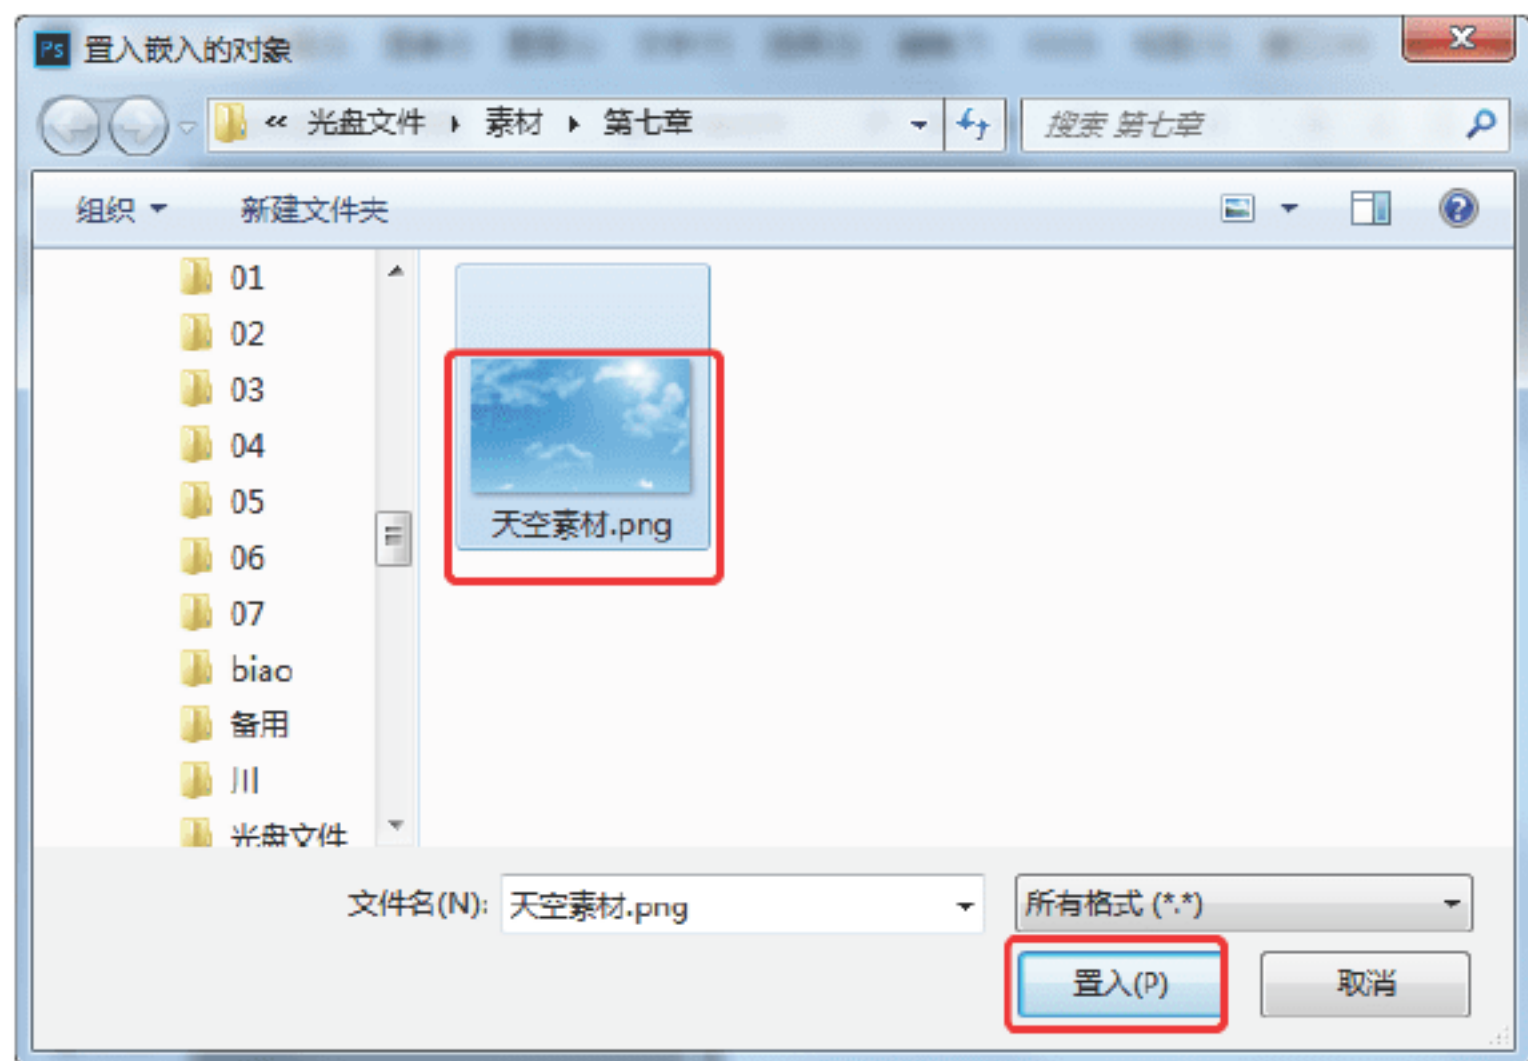 Ps 置入嵌入的对象
« 光盘文件 ▸ 素材 ▸ 第七章
搜索 第七章
组织 新建文件夹
01
02
03
04
05
06
07
biao
备用
川
光盘文件
天空素材.png
文件名(N): 天空素材.png
所有格式 (*.*)
置入(P) 取消